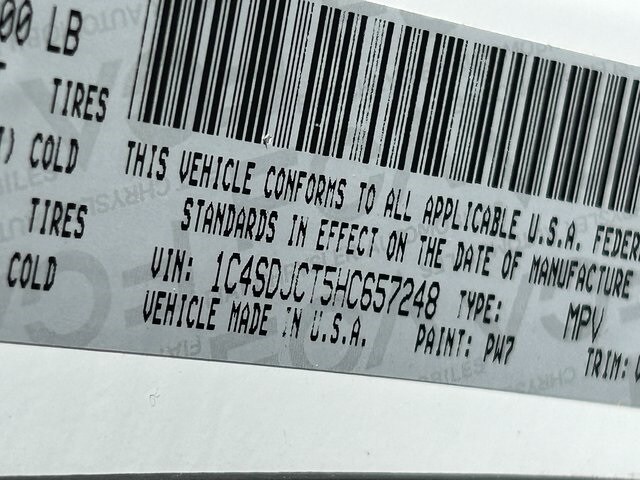 00 LB
TIRES
) COLD
TIRES
COLD
THIS VEHICLE CONFORMS TO ALL APPLICABLE U.S.A. FEDER
STANDARDS IN EFFECT ON THE DATE OF MANUFACTURE
VIN: 1C4SDJCT5HC657248 TYPE: MPV
VEHICLE MADE IN U.S.A. PAINT: PW7 TRIM: